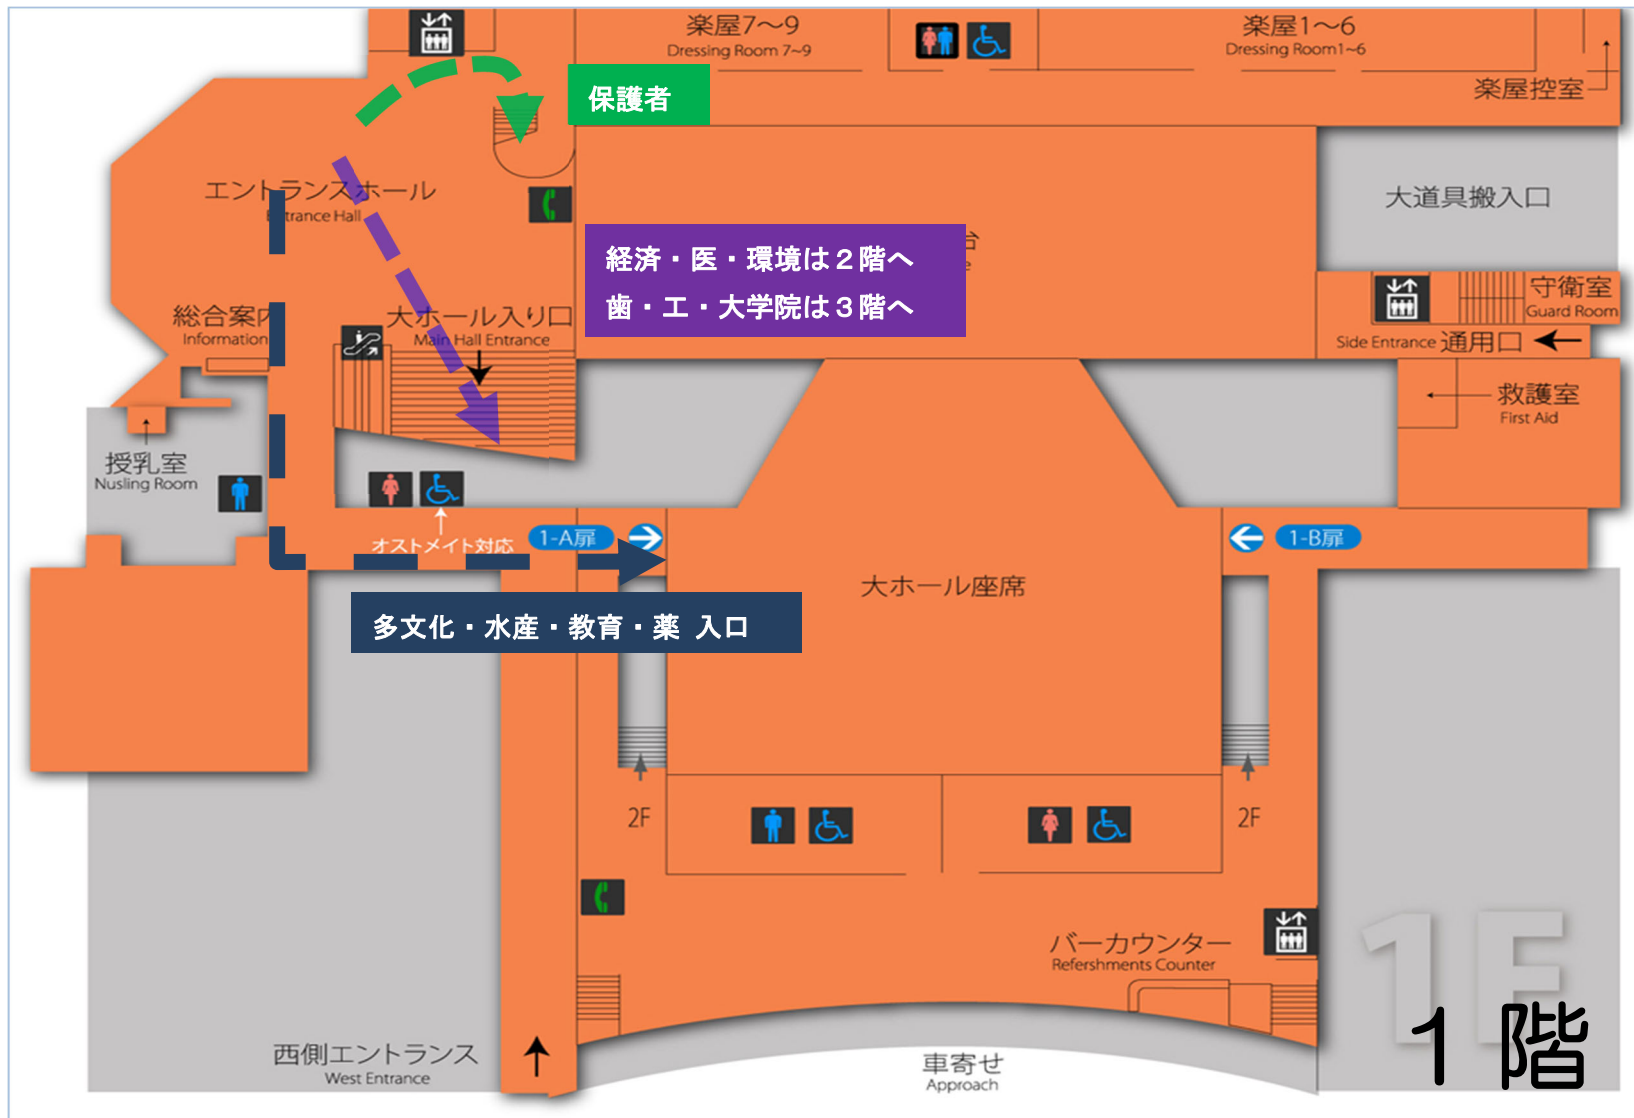 楽屋7～9
Dressing Room 7~9
楽屋1～6
Dressing Room1~6
楽屋控室
保護者
エントランスホール
trance Hall
大道具搬入口
経済・医・環境は２階へ
歯・工・大学院は３階へ
台
守衛室
Guard Room
Side Entrance 通用口
総合案内
Information
大ホール入り口
Main Hall Entrance
救護室
First Aid
授乳室
Nusling Room
オストメイト対応
1-A扉
1-B扉
大ホール座席
多文化・水産・教育・薬 入口
2F
2F
バーカウンター
Refershments Counter
1F
１階
西側エントランス
West Entrance
車寄せ
Approach